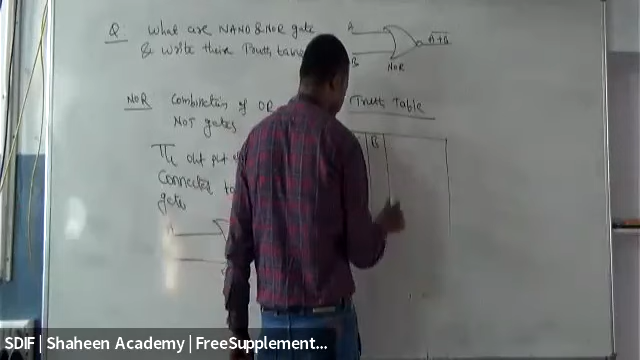 Q: What are NAND & NOR gate
& Write their Truth table
A
B
A+B
NOR
NOR Combination of OR
NOT gates
Truth Table
B
The out put
Connected to
gate
A
SDIF | Shaheen Academy | FreeSupplement...